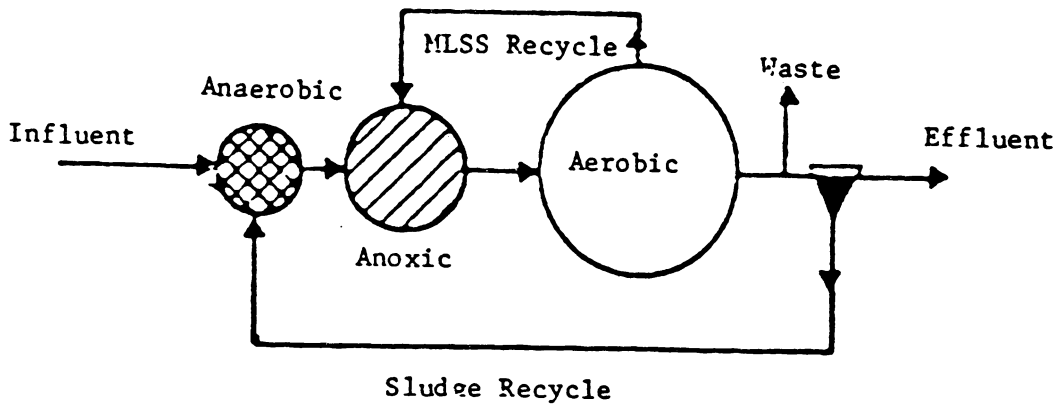 MLSS Recycle
Waste
Anaerobic
Influent
Effluent
Aerobic
Anoxic
Sludge Recycle